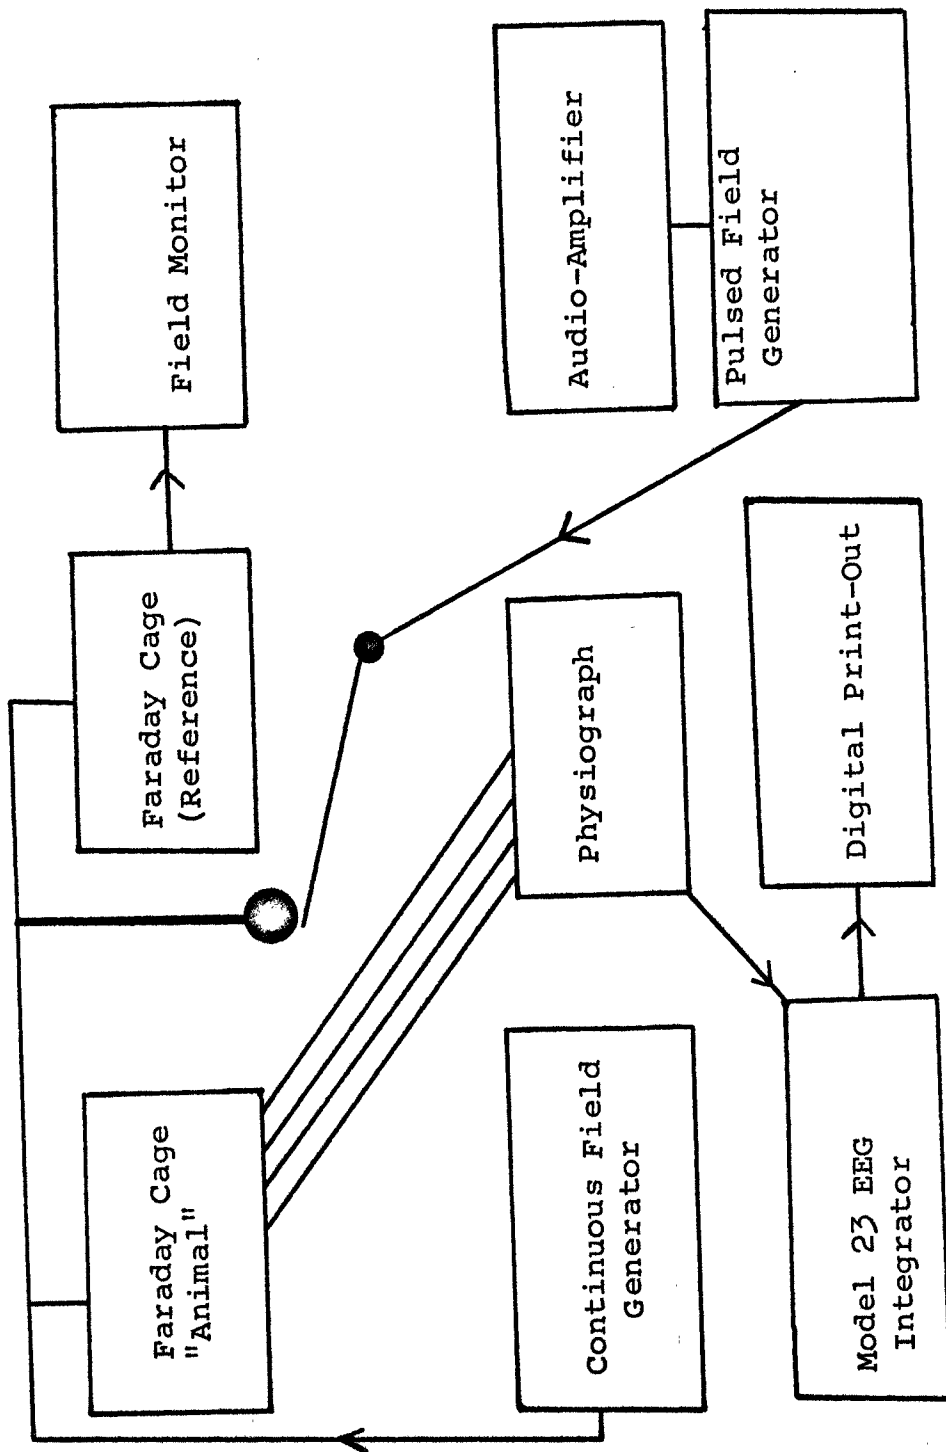 Faraday Cage
"Animal"
Faraday Cage
(Reference)
Field Monitor
Continuous Field
Generator
Physiograph
Audio-Amplifier
Model 23 EEG
Integrator
Digital Print-Out
Pulsed Field
Generator